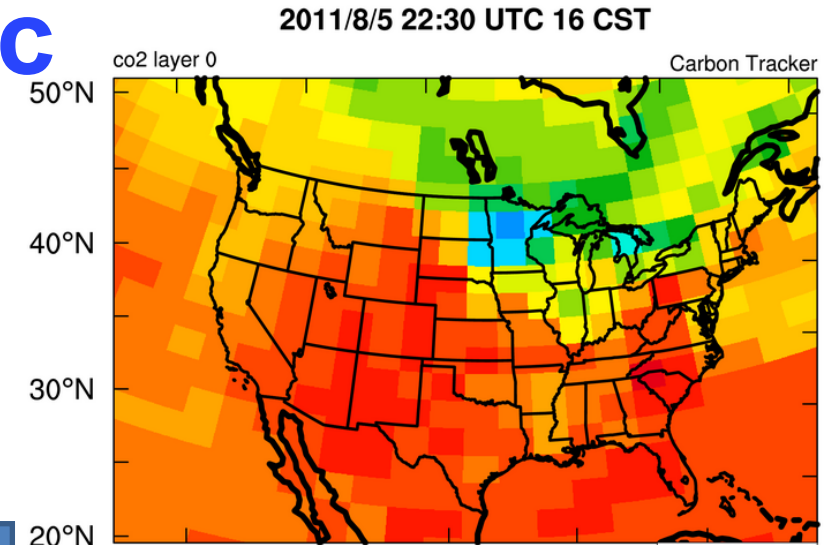 C
2011/8/5 22:30 UTC 16 CST
co2 layer 0
Carbon Tracker
50°N
40°N
30°N
20°N